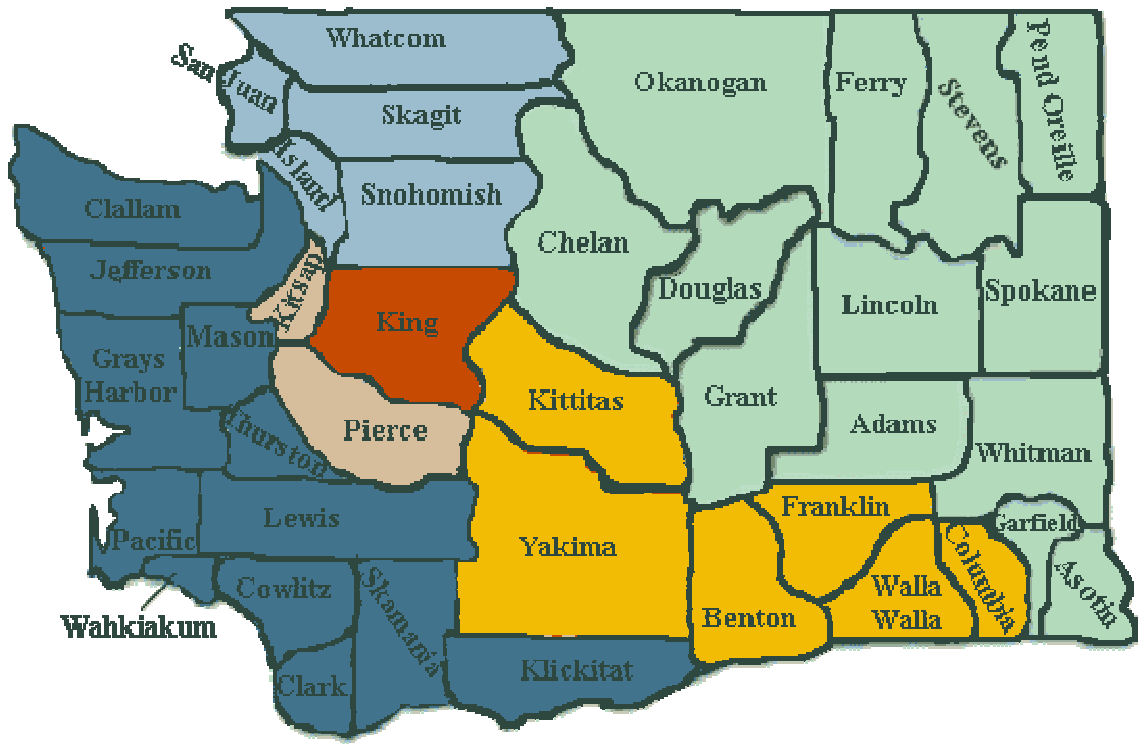 Whatcom
San Juan
Skagit
Island
Snohomish
Okanogan
Ferry
Stevens
Pend Oreille
Clallam
Jefferson
Kitsap
King
Chelan
Douglas
Lincoln
Spokane
Mason
Grays
Harbor
Pierce
Kittitas
Grant
Adams
Whitman
Thurston
Lewis
Pacific
Yakima
Franklin
Garfield
Columbia
Asotin
Walla
Walla
Benton
Wahkiakum
Cowlitz
Skamania
Clark
Klickitat